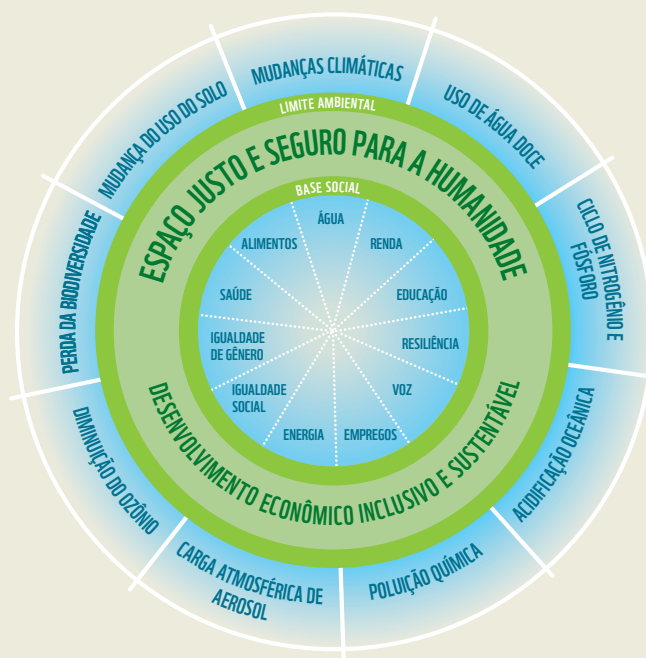 MUDANÇAS CLIMÁTICAS
USO DE ÁGUA DOCE
CICLO DE NITROGÊNIO E
FÓSFORO
ACIDIFICAÇÃO OCEÂNICA
POLUIÇÃO QUÍMICA
CARGA ATMOSFÉRICA DE
AEROSOL
DIMINUIÇÃO DO OZÔNIO
PERDA DA BIODIVERSIDADE
MUDANÇA DO USO DO SOLO
LIMITE AMBIENTAL
ESPAÇO JUSTO E SEGURO PARA A HUMANIDADE
BASE SOCIAL
ÁGUA
RENDA
EDUCAÇÃO
RESILIÊNCIA
VOZ
EMPREGOS
ENERGIA
IGUALDADE
SOCIAL
IGUALDADE
DE GÊNERO
SAÚDE
ALIMENTOS
DESENVOLVIMENTO ECONÔMICO INCLUSIVO E SUSTENTÁVEL